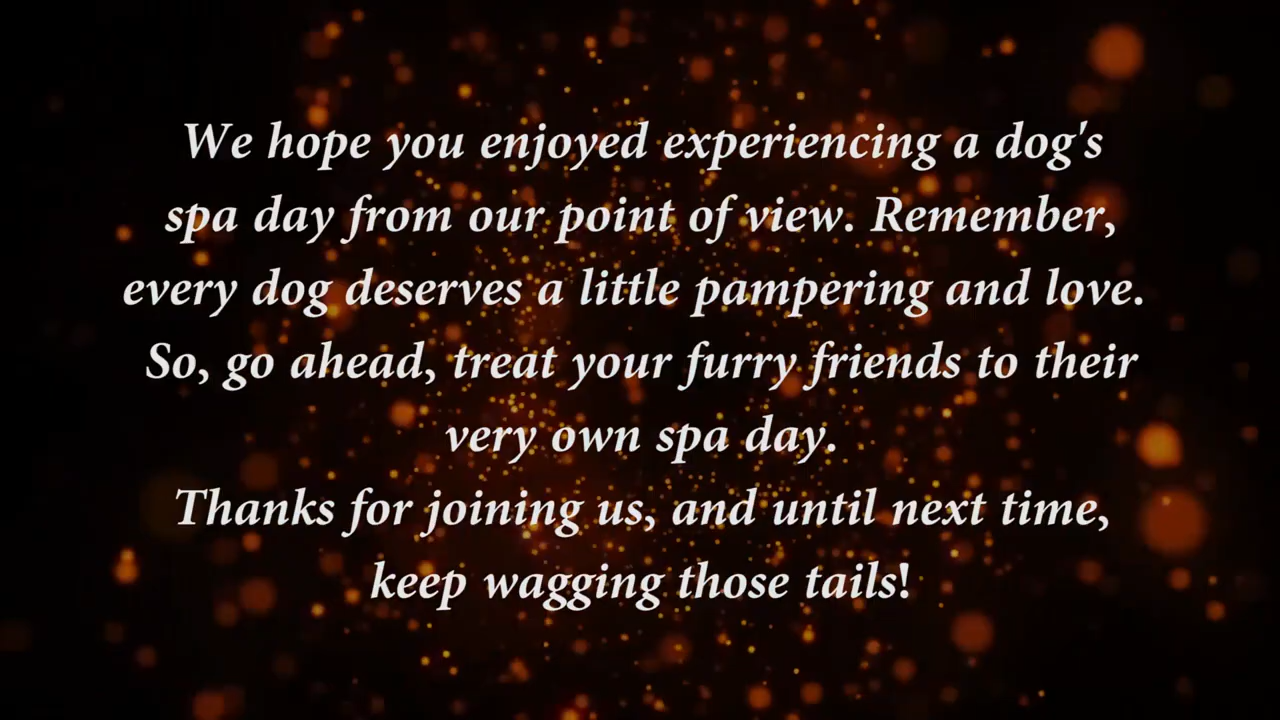 We hope you enjoyed experiencing a dog's
spa day from our point of view. Remember,
every dog deserves a little pampering and love.
So, go ahead, treat your furry friends to their
very own spa day.
Thanks for joining us, and until next time,
keep wagging those tails!